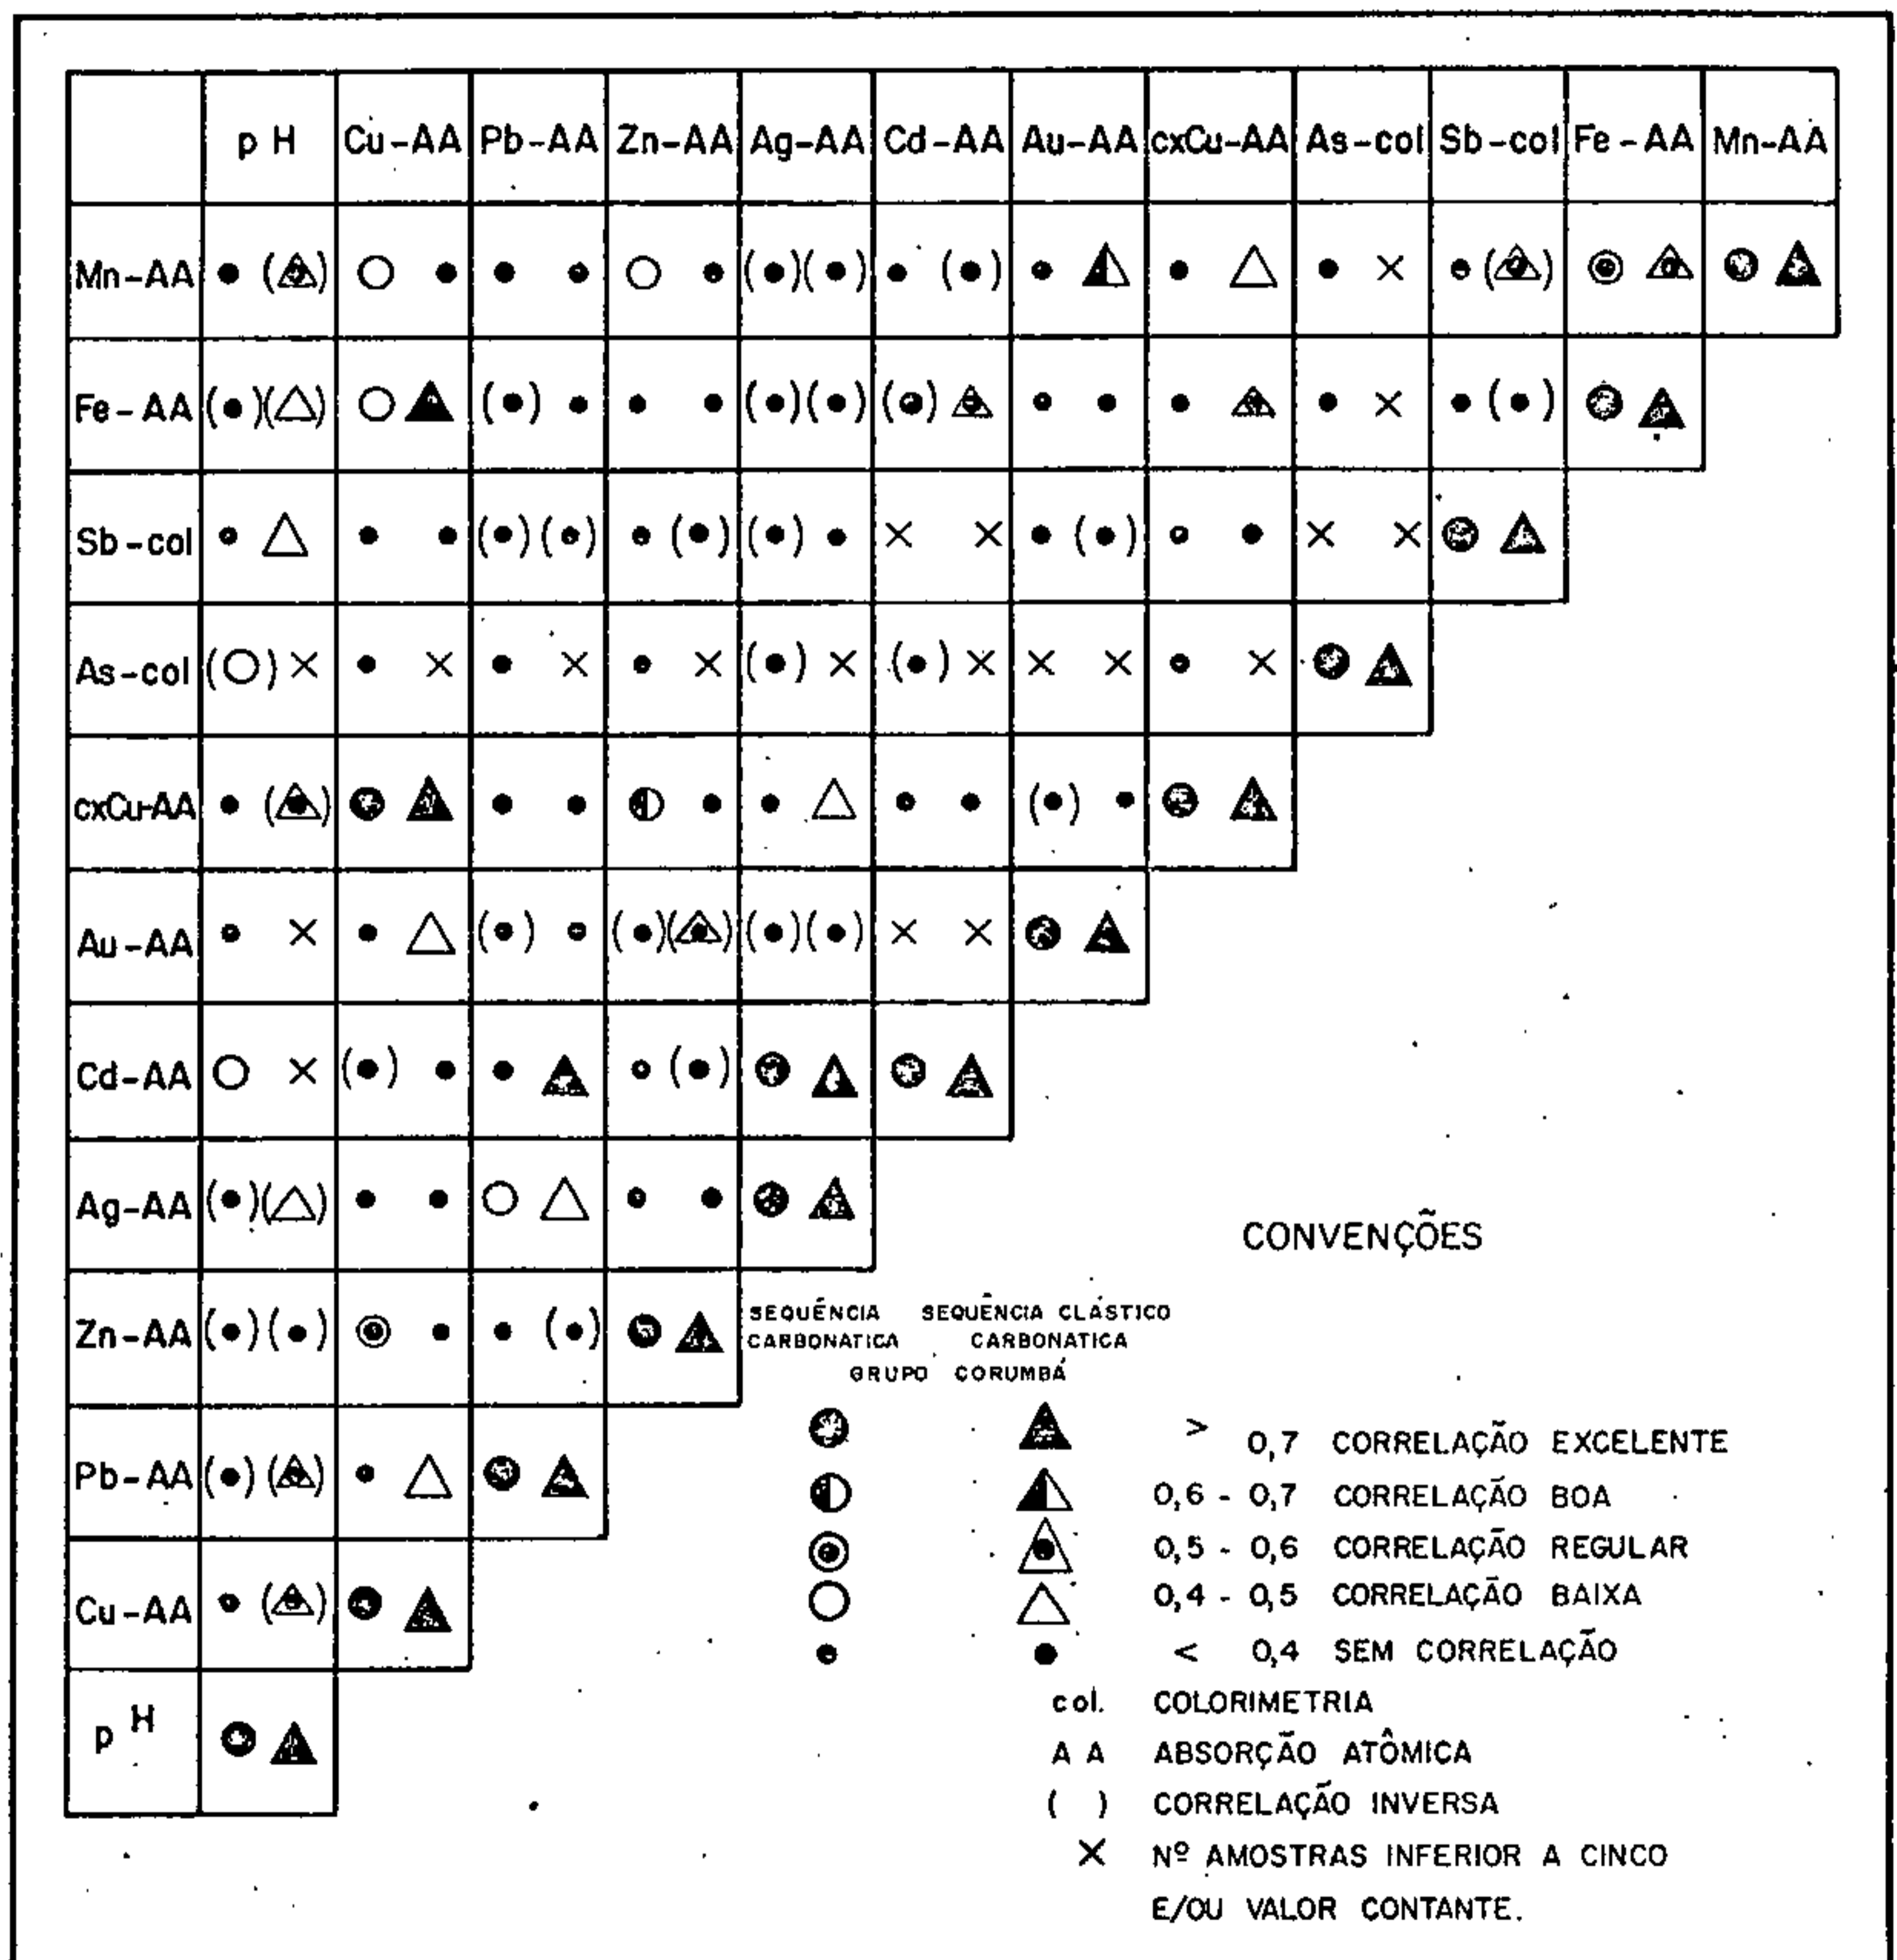 p H Cu-AA Pb-AA Zn-AA Ag-AA Cd-AA Au-AA cxCu-AA As-col Sb-col Fe-AA Mn-AA
Mn-AA
Fe-AA
Sb-col
As-col
cxCu-AA
Au-AA
Cd-AA
Ag-AA
Zn-AA
Pb-AA
Cu-AA
p H
CONVENÇÕES
SEQUÊNCIA SEQUÊNCIA CLÁSTICO
CARBONATICA CARBONATICA
GRUPO CORUMBÁ
> 0,7 CORRELAÇÃO EXCELENTE
0,6 - 0,7 CORRELAÇÃO BOA
0,5 - 0,6 CORRELAÇÃO REGULAR
0,4 - 0,5 CORRELAÇÃO BAIXA
< 0,4 SEM CORRELAÇÃO
col. COLORIMETRIA
A A ABSORÇÃO ATÔMICA
( ) CORRELAÇÃO INVERSA
X Nº AMOSTRAS INFERIOR A CINCO
E/OU VALOR CONTANTE.